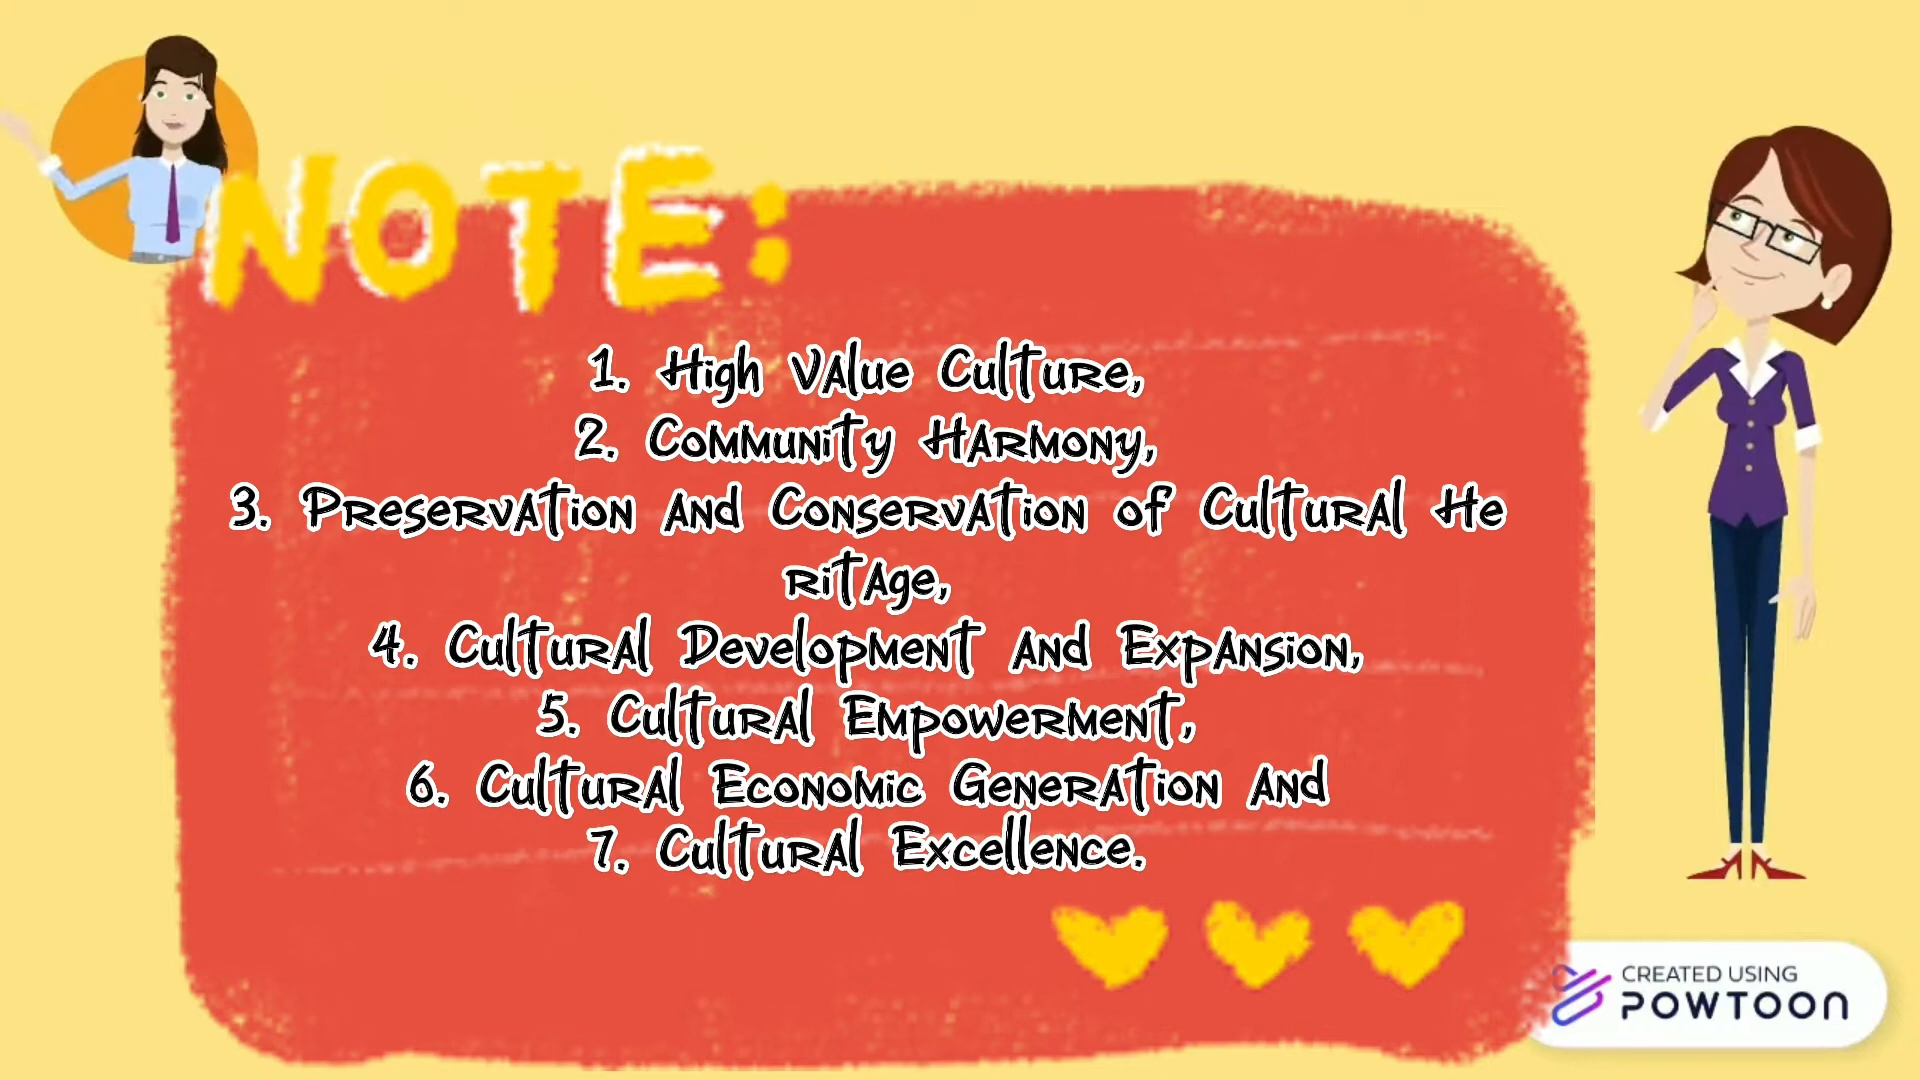 NOTE:
1. High Value Culture,
2. Community Harmony,
3. Preservation and Conservation of Cultural He
ritage,
4. Cultural Development and Expansion,
5. Cultural Empowerment,
6. Cultural Economic Generation and
7. Cultural Excellence.
CREATED USING
POWTOON